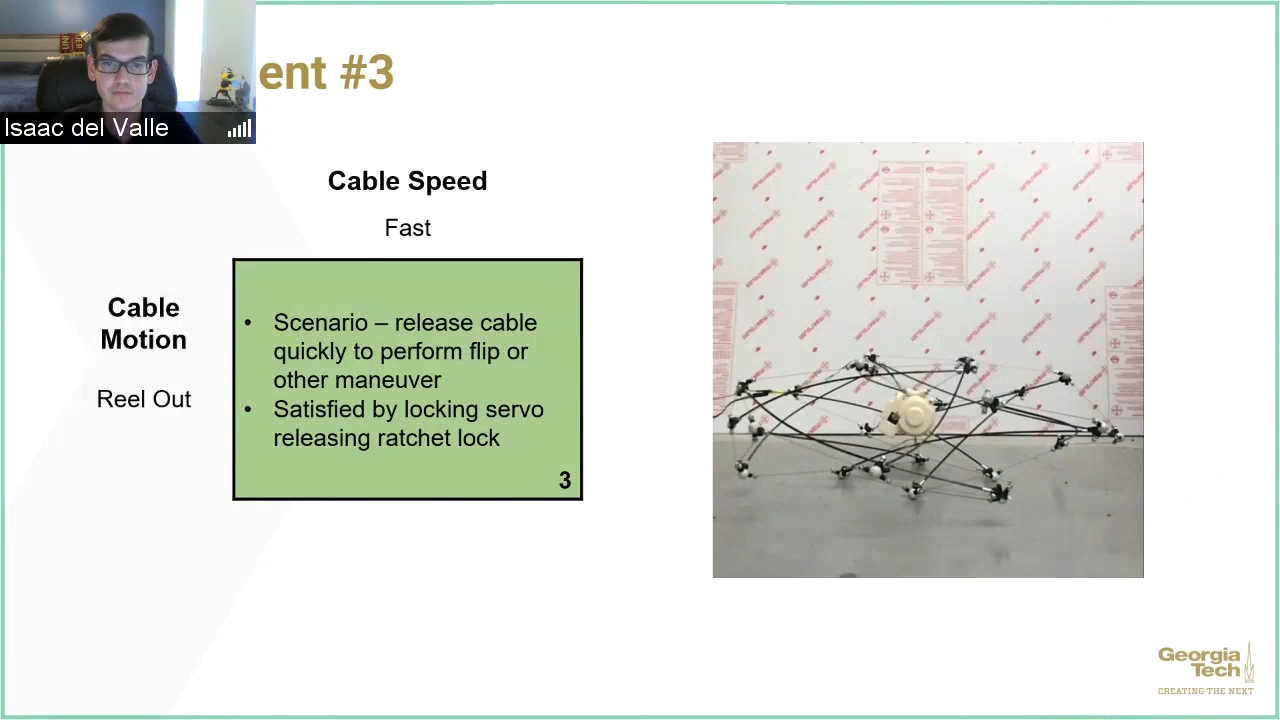 ent #3
Isaac del Valle
Cable Speed
Fast
Cable
Motion
Reel Out
• Scenario – release cable
quickly to perform flip or
other maneuver
• Satisfied by locking servo
releasing ratchet lock
3
Georgia
Tech
CREATING THE NEXT